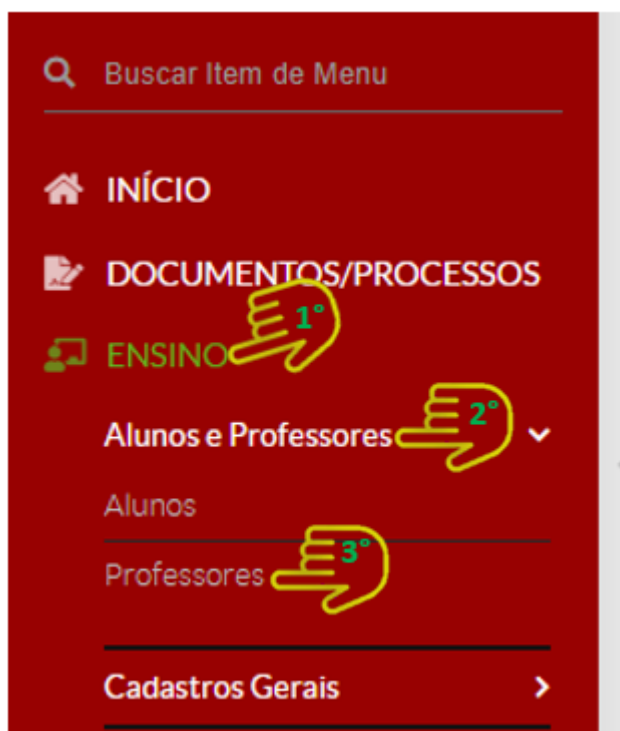 Buscar Item de Menu
INÍCIO
DOCUMENTOS/PROCESSOS
1°
ENSINO
2°
Alunos e Professores
Alunos
3°
Professores
Cadastros Gerais